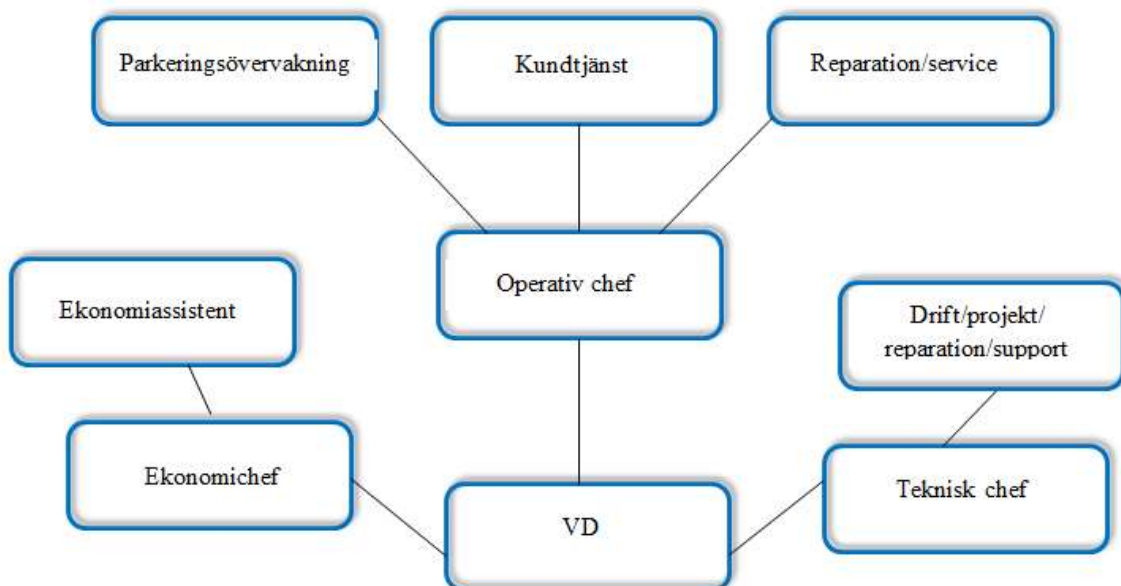 Parkeringsövervakning
Kundtjänst
Reparation/service
Operativ chef
Ekonomiassistent
Drift/projekt/
reparation/support
Ekonomichef
Teknisk chef
VD